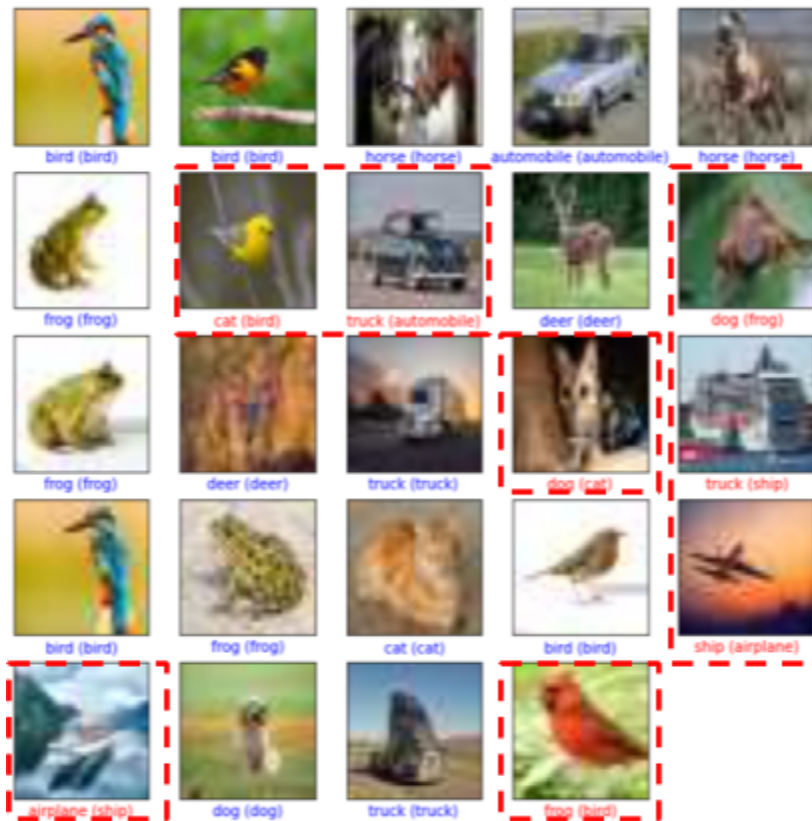 bird (bird) bird (bird) horse (horse) automobile (automobile) horse (horse)
frog (frog) cat (bird) truck (automobile) deer (deer) dog (frog)
frog (frog) deer (deer) truck (truck) dog (cat) truck (ship)
bird (bird) frog (frog) cat (cat) bird (bird) ship (airplane)
airplane (ship) dog (dog) truck (truck) frog (bird)